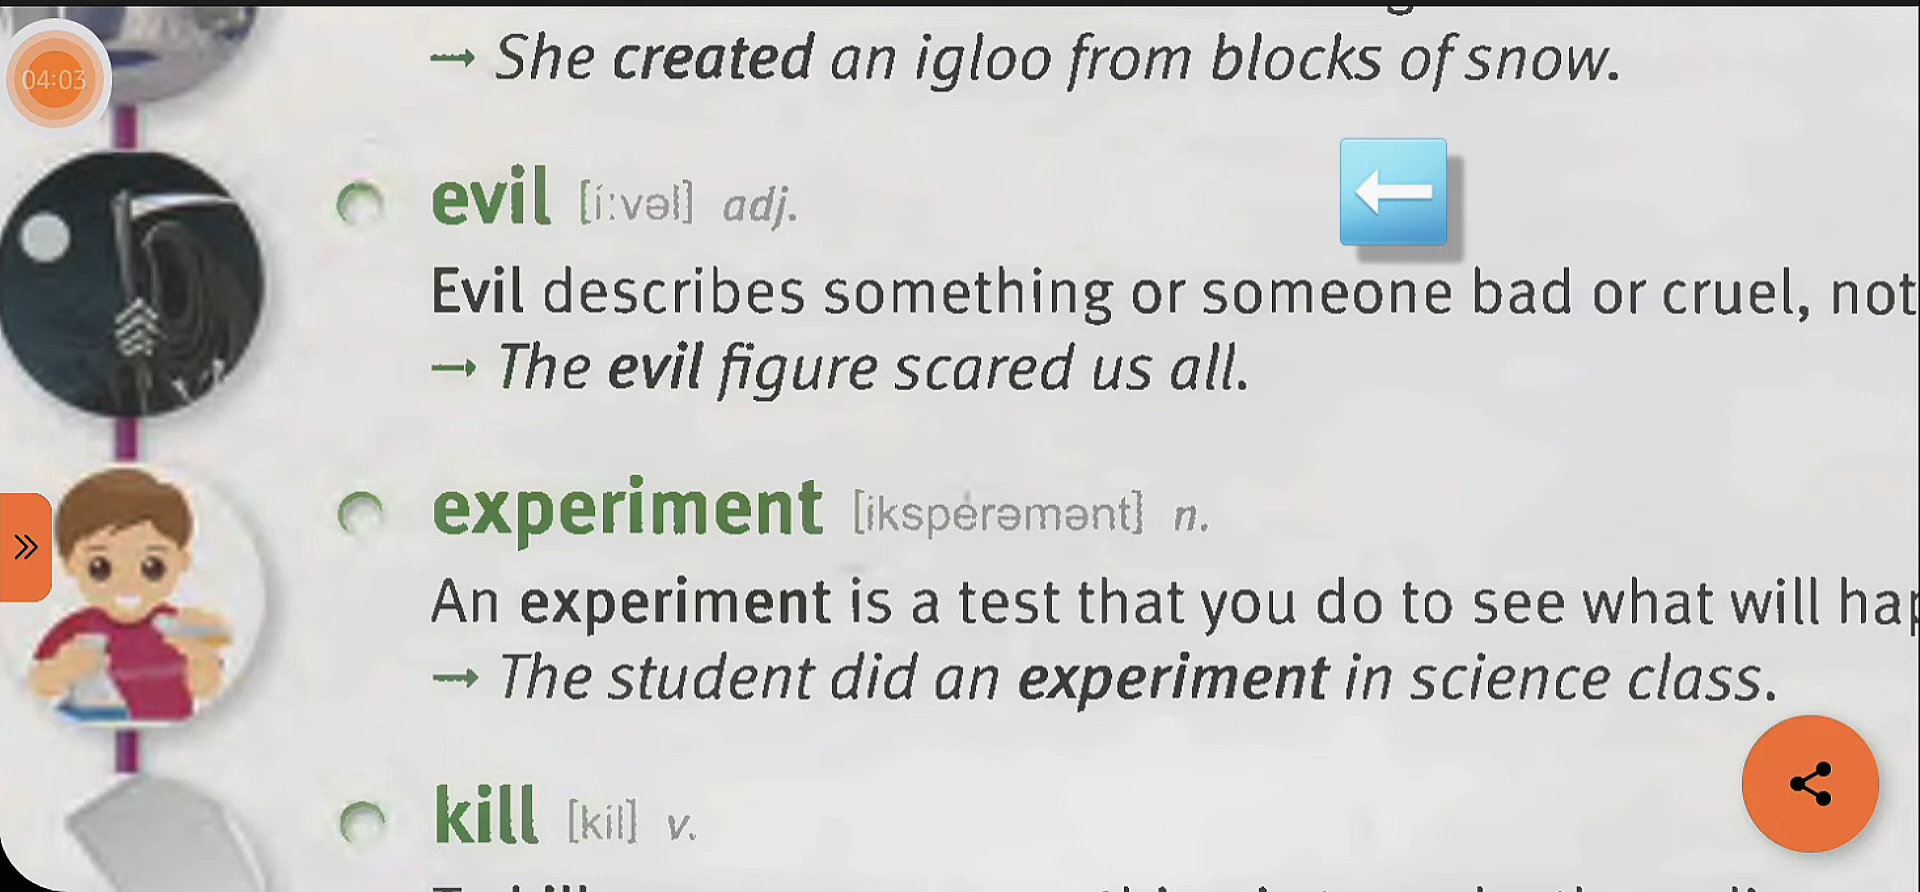 → She created an igloo from blocks of snow.
04:03
evil [íːvəl] adj.
Evil describes something or someone bad or cruel, not
→ The evil figure scared us all.
experiment [ikspérəmənt] n.
An experiment is a test that you do to see what will hap
→ The student did an experiment in science class.
kill [kil] v.